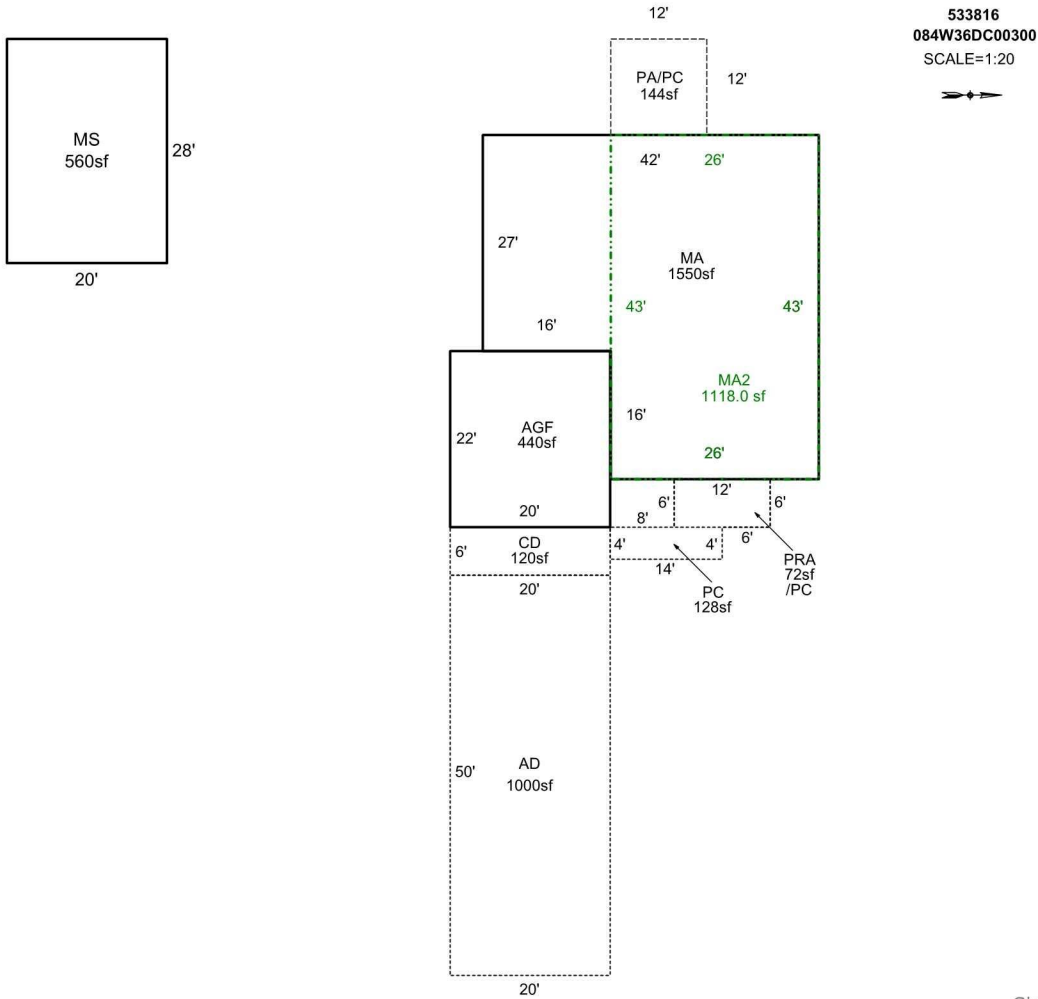 12'
533816
084W36DC00300
SCALE=1:20
PA/PC
144sf
12'
MS
560sf
28'
20'
42'
26'
27'
MA
1550sf
43'
43'
16'
MA2
1118.0 sf
16'
AGF
440sf
22'
26'
20'
12'
6'
6'
8'
6'
CD
120sf
6'
4'
4'
14'
PRA
72sf
/PC
PC
128sf
20'
AD
1000sf
50'
20'